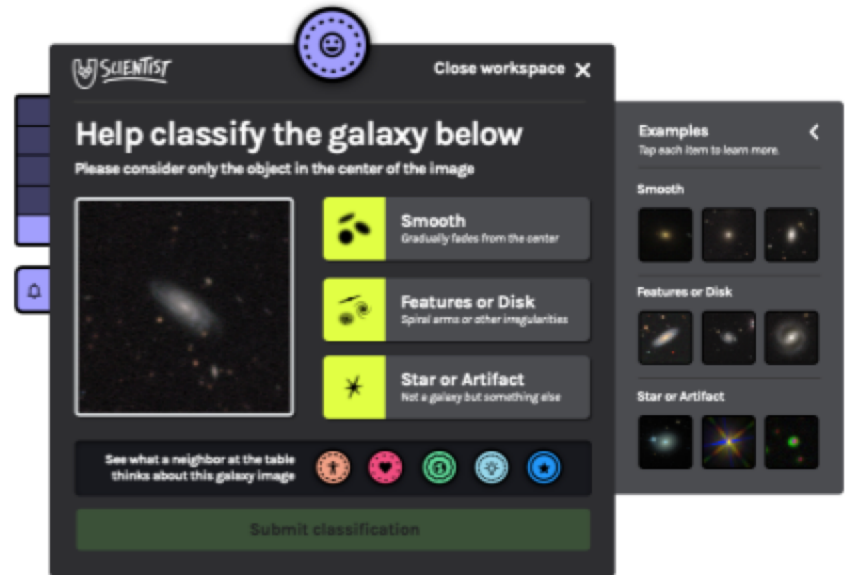 U SCIENTIST
Close workspace
Help classify the galaxy below
Please consider only the object in the center of the image
Smooth
Gradually fades from the center
Features or Disk
Spiral arms or other irregularities
Star or Artifact
Not a galaxy but something else
See what a neighbor at the table
thinks about this galaxy image
Submit classification
Examples
Tap each item to learn more.
Smooth
Features or Disk
Star or Artifact